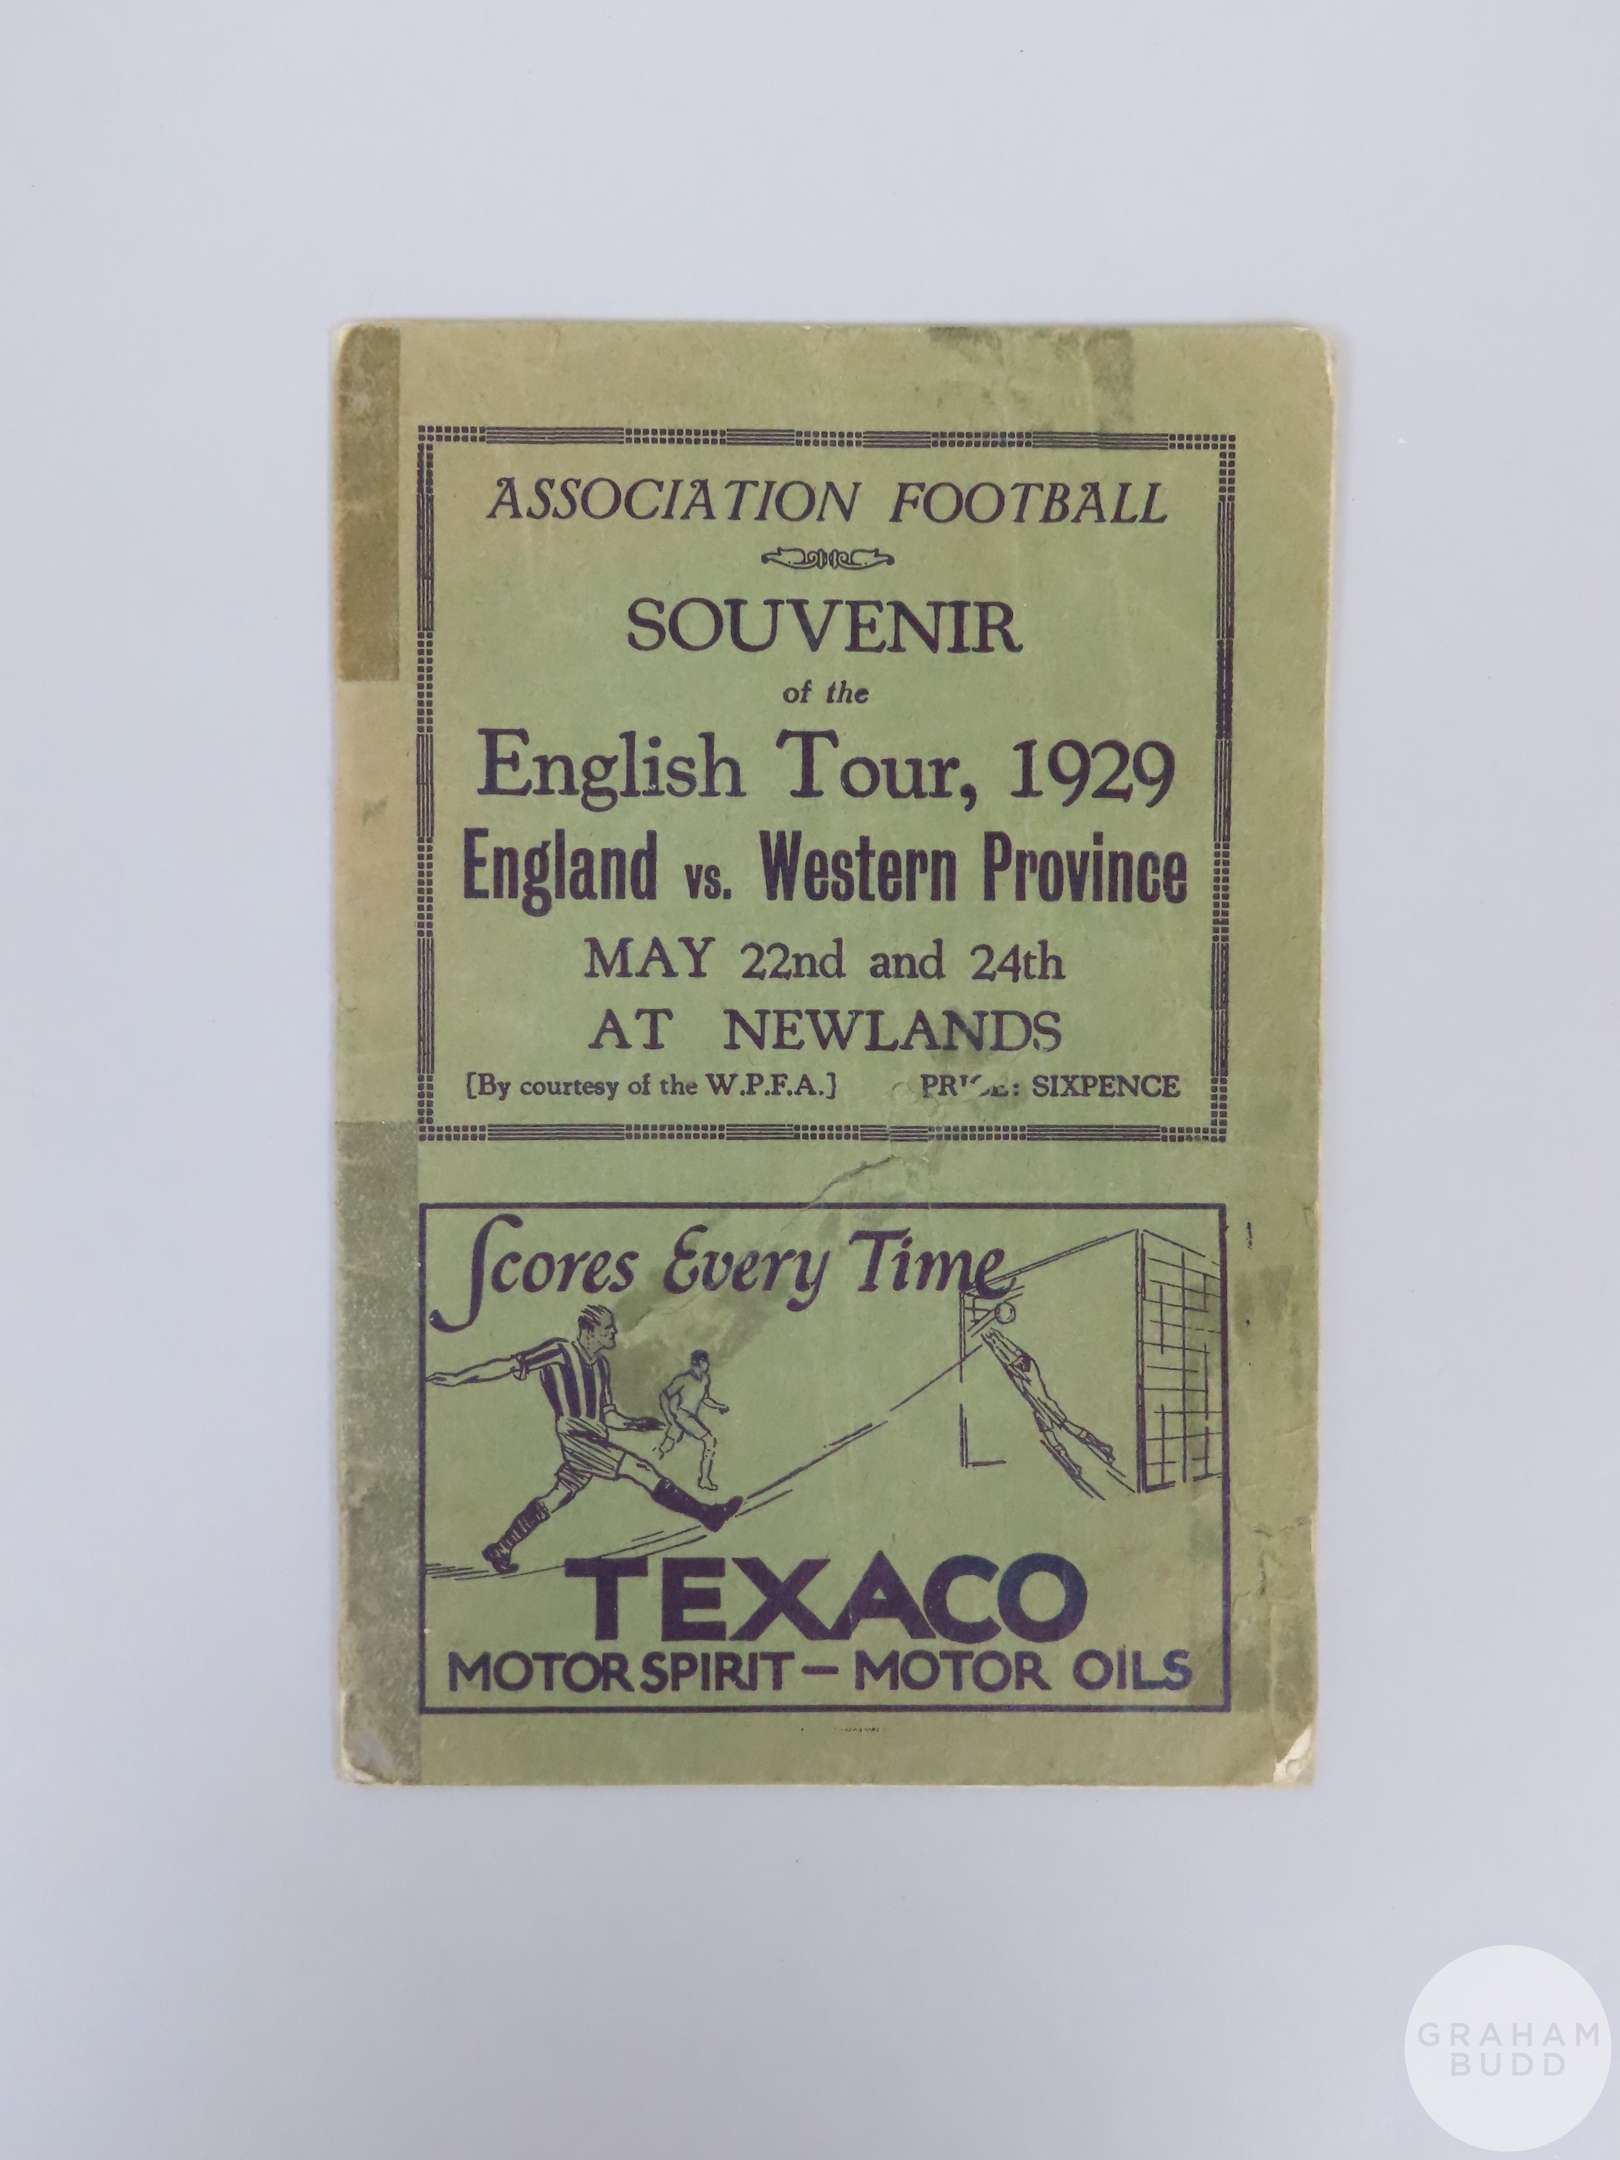 ASSOCIATION FOOTBALL
SOUVENIR
of the
English Tour, 1929
England vs. Western Province
MAY 22nd and 24th
AT NEWLANDS
[By courtesy of the W.P.F.A.] PRICE: SIXPENCE
Scores Every Time
TEXACO
MOTOR SPIRIT – MOTOR OILS
GRAHAM
BUDD